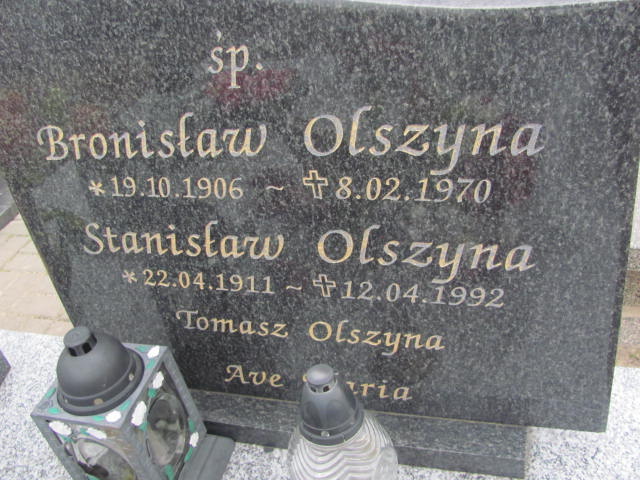 śp.
Bronisław Olszyna
*19.10.1906 ~ ✝8.02.1970
Stanisław Olszyna
*22.04.1911 ~ ✝12.04.1992
Tomasz Olszyna
Ave